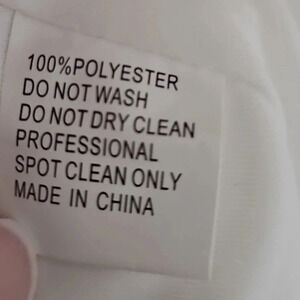 100%POLYESTER
DO NOT WASH
DO NOT DRY CLEAN
PROFESSIONAL
SPOT CLEAN ONLY
MADE IN CHINA